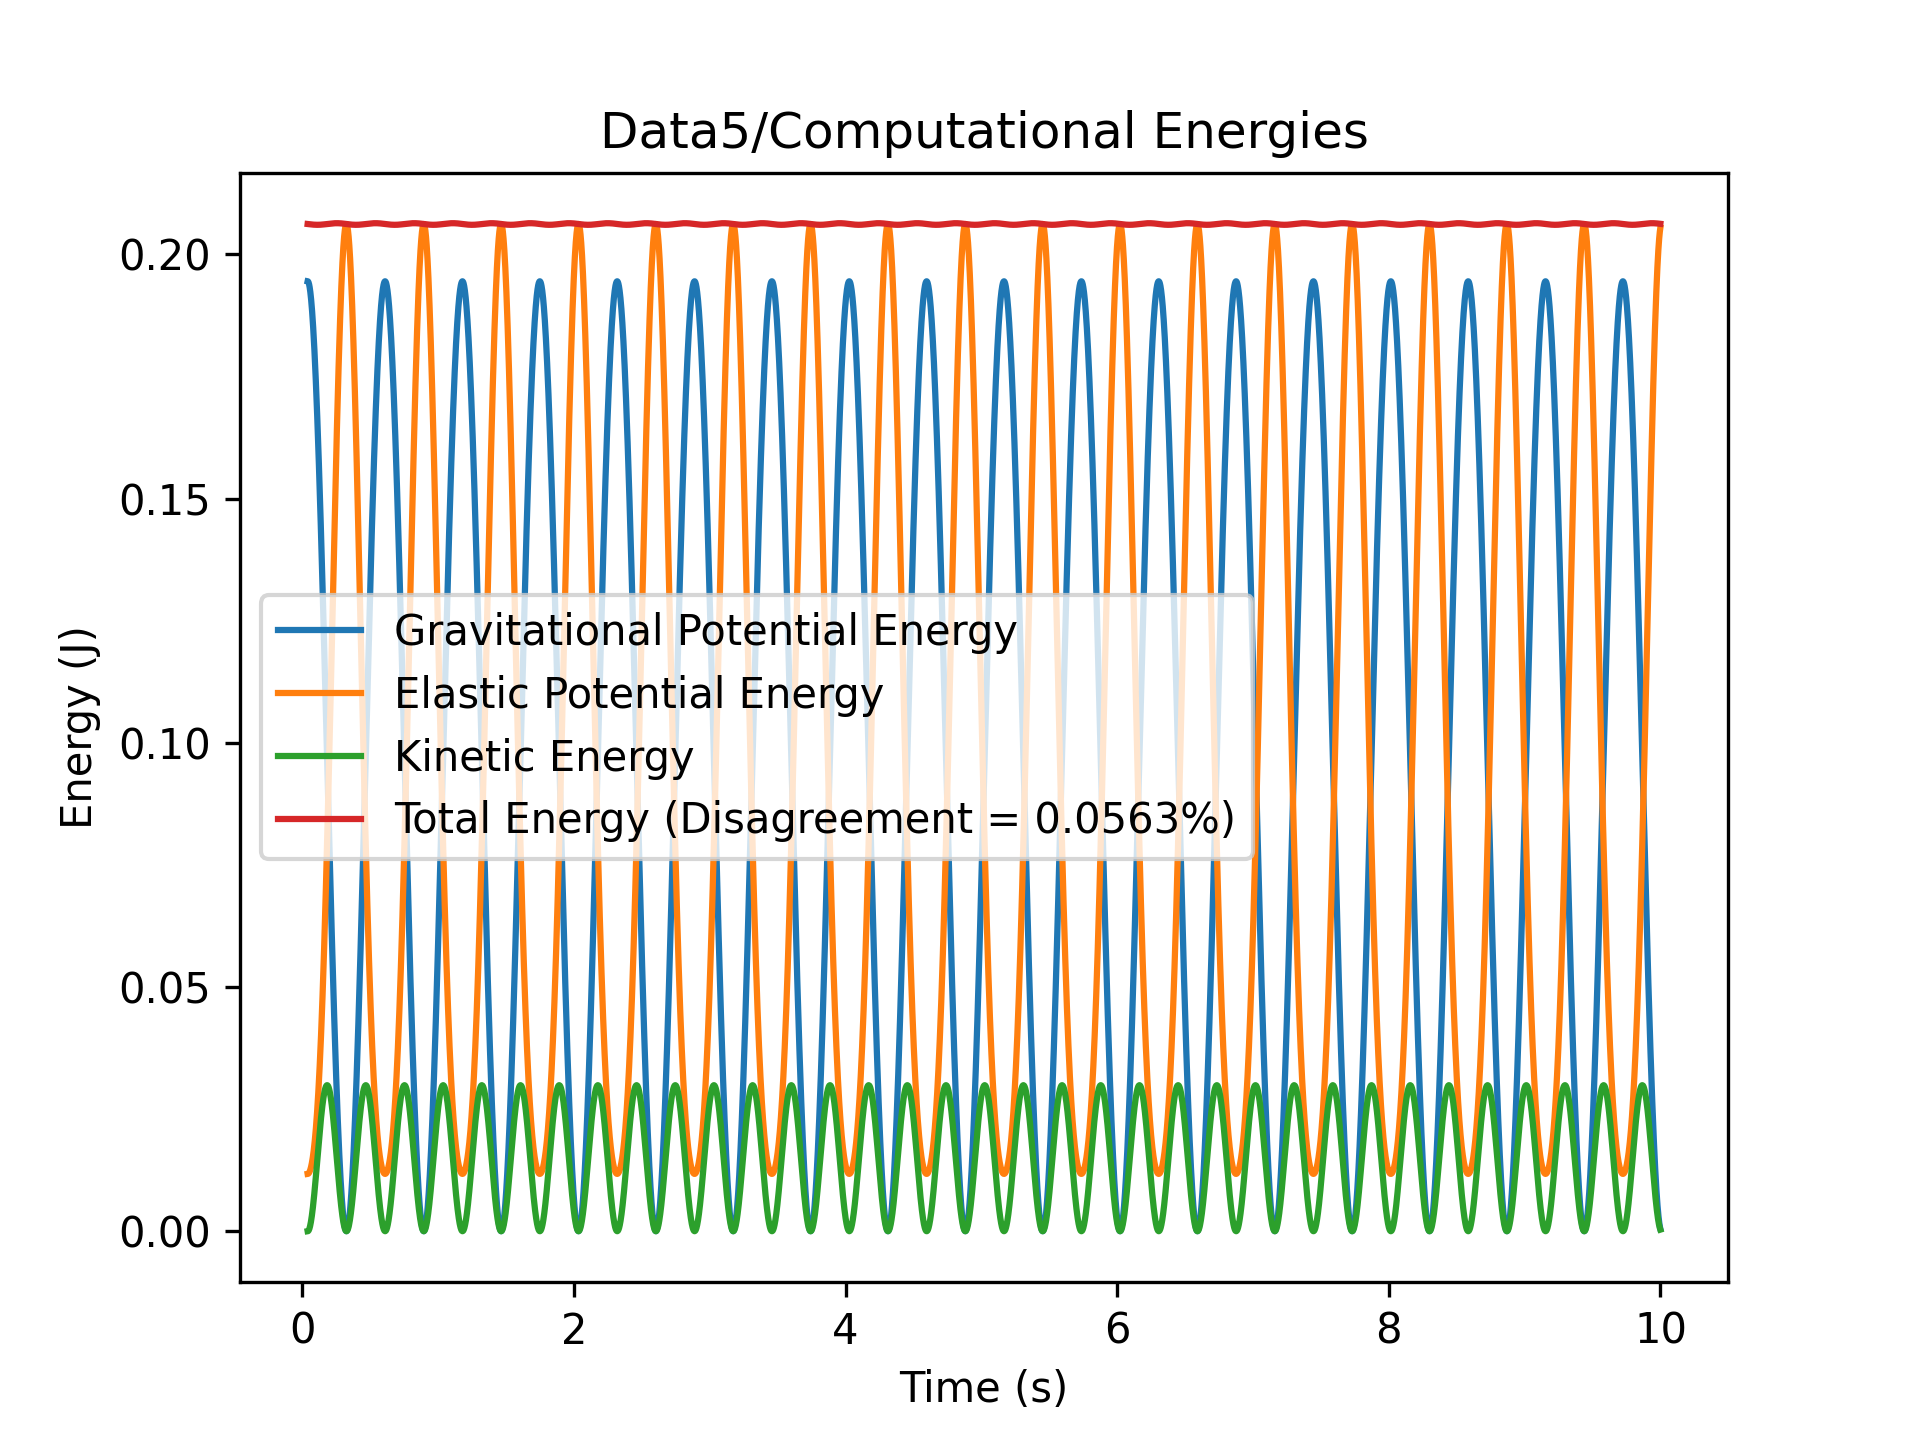 Data5/Computational Energies
Energy (J)
0.20
0.15
0.10
0.05
0.00
Gravitational Potential Energy
Elastic Potential Energy
Kinetic Energy
Total Energy (Disagreement = 0.0563%)
0 2 4 6 8 10
Time (s)